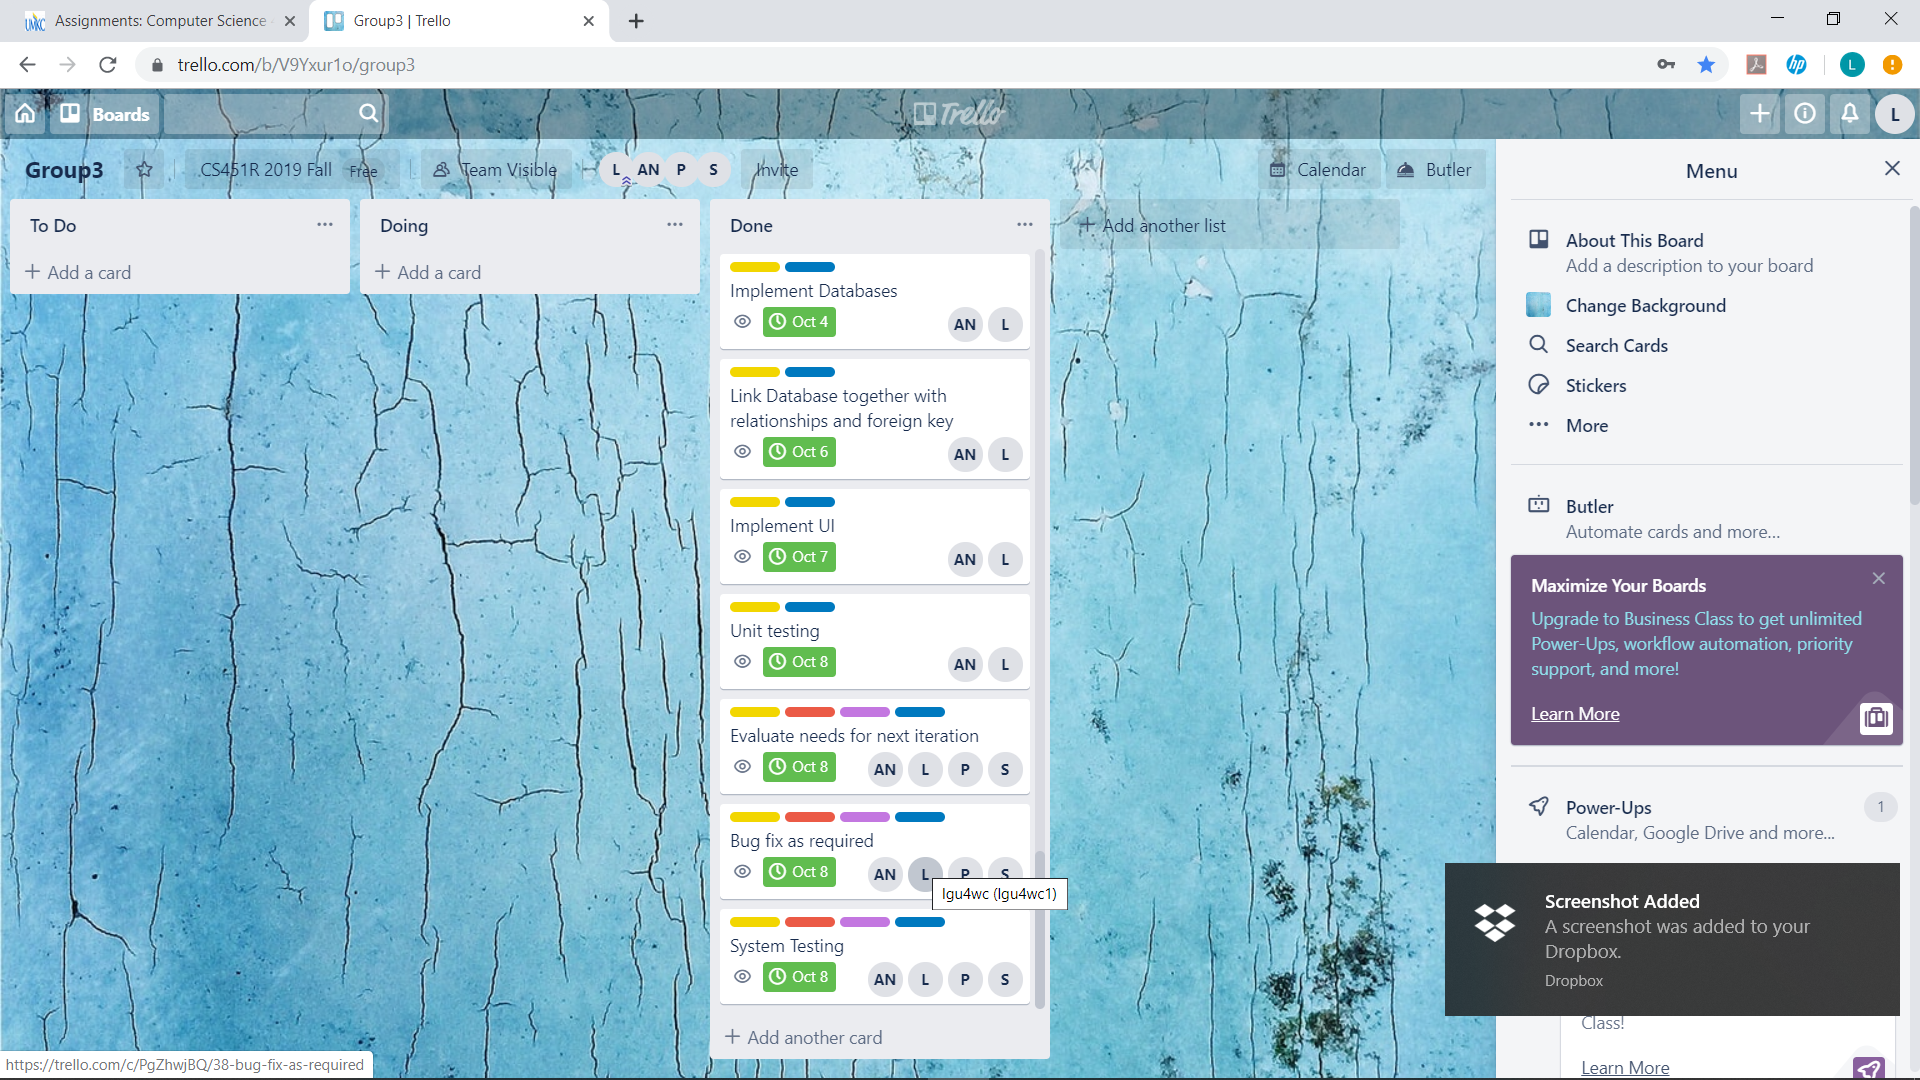 Assignments: Computer Science
Group3 | Trello
trello.com/b/V9Yxur1o/group3
L
Boards
Trello
L
Group3
CS451R 2019 Fall Free
Team Visible
L AN P S
Invite
Calendar
Butler
To Do
+ Add a card
Doing
+ Add a card
Done
Implement Databases
Oct 4
AN L
Link Database together with
relationships and foreign key
Oct 6
AN L
Implement UI
Oct 7
AN L
Unit testing
Oct 8
AN L
Evaluate needs for next iteration
Oct 8
AN L P S
Bug fix as required
Oct 8
AN L P S
lgu4wc (lgu4wc1)
System Testing
Oct 8
AN L P S
+ Add another card
+ Add another list
Menu
About This Board
Add a description to your board
Change Background
Search Cards
Stickers
More
Butler
Automate cards and more...
Maximize Your Boards
Upgrade to Business Class to get unlimited
Power-Ups, workflow automation, priority
support, and more!
Learn More
Power-Ups
1
Calendar, Google Drive and more...
Screenshot Added
A screenshot was added to your
Dropbox.
Dropbox
Class!
Learn More
https://trello.com/c/PgZhwjBQ/38-bug-fix-as-required